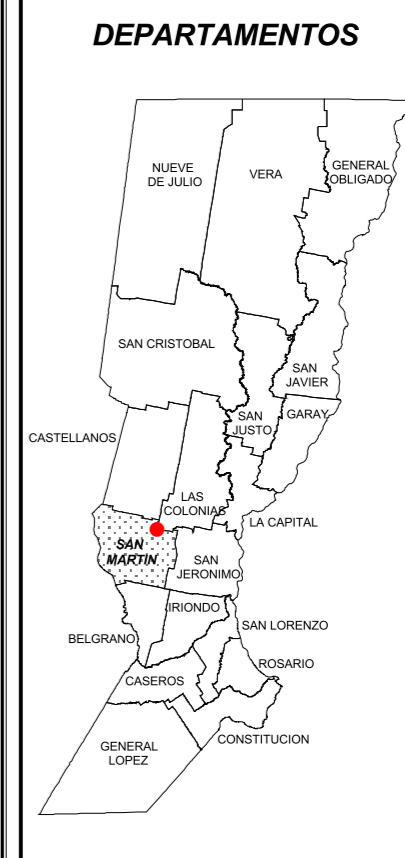 DEPARTAMENTOS
NUEVE
DE JULIO
VERA
GENERAL
OBLIGADO
SAN CRISTOBAL
SAN
JAVIER
SAN
JUSTO
GARAY
CASTELLANOS
LAS
COLONIAS
LA CAPITAL
SAN
MARTIN
SAN
JERONIMO
IRIONDO
SAN LORENZO
BELGRANO
ROSARIO
CASEROS
CONSTITUCION
GENERAL
LOPEZ